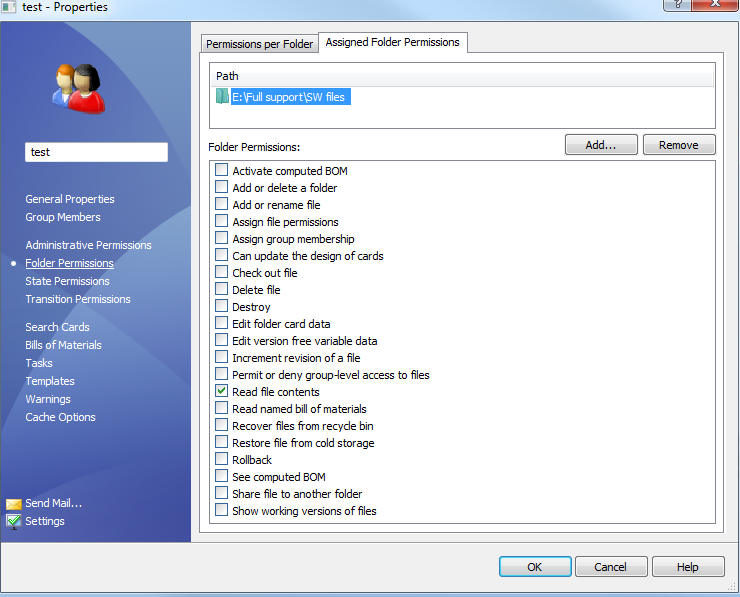 test - Properties
?
Permissions per Folder
Assigned Folder Permissions
Path
E:\Full support\SW files
test
Folder Permissions:
Add...
Remove
General Properties
Group Members
Administrative Permissions
Folder Permissions
State Permissions
Transition Permissions
Search Cards
Bills of Materials
Tasks
Templates
Warnings
Cache Options
Send Mail...
Settings
Activate computed BOM
Add or delete a folder
Add or rename file
Assign file permissions
Assign group membership
Can update the design of cards
Check out file
Delete file
Destroy
Edit folder card data
Edit version free variable data
Increment revision of a file
Permit or deny group-level access to files
Read file contents
Read named bill of materials
Recover files from recycle bin
Restore file from cold storage
Rollback
See computed BOM
Share file to another folder
Show working versions of files
OK
Cancel
Help